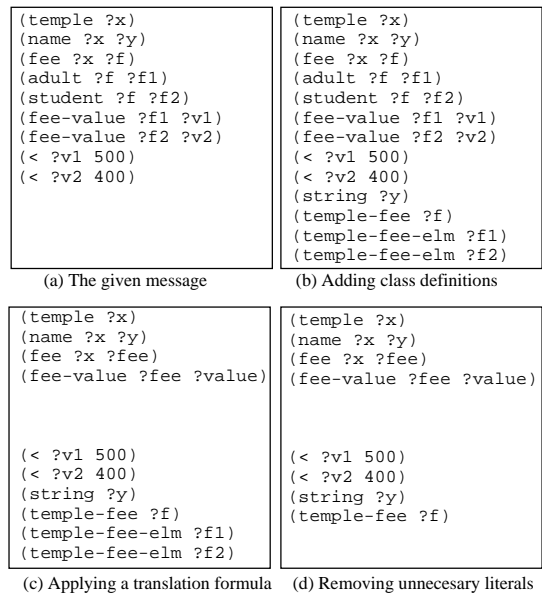 (temple ?x)
(name ?x ?y)
(fee ?x ?f)
(adult ?f ?f1)
(student ?f ?f2)
(fee-value ?f1 ?v1)
(fee-value ?f2 ?v2)
(< ?v1 500)
(< ?v2 400)
(a) The given message
(temple ?x)
(name ?x ?y)
(fee ?x ?f)
(adult ?f ?f1)
(student ?f ?f2)
(fee-value ?f1 ?v1)
(fee-value ?f2 ?v2)
(< ?v1 500)
(< ?v2 400)
(string ?y)
(temple-fee ?f)
(temple-fee-elm ?f1)
(temple-fee-elm ?f2)
(b) Adding class definitions
(temple ?x)
(name ?x ?y)
(fee ?x ?fee)
(fee-value ?fee ?value)
(< ?v1 500)
(< ?v2 400)
(string ?y)
(temple-fee ?f)
(temple-fee-elm ?f1)
(temple-fee-elm ?f2)
(c) Applying a translation formula
(temple ?x)
(name ?x ?y)
(fee ?x ?fee)
(fee-value ?fee ?value)
(< ?v1 500)
(< ?v2 400)
(string ?y)
(temple-fee ?f)
(d) Removing unnecesary literals